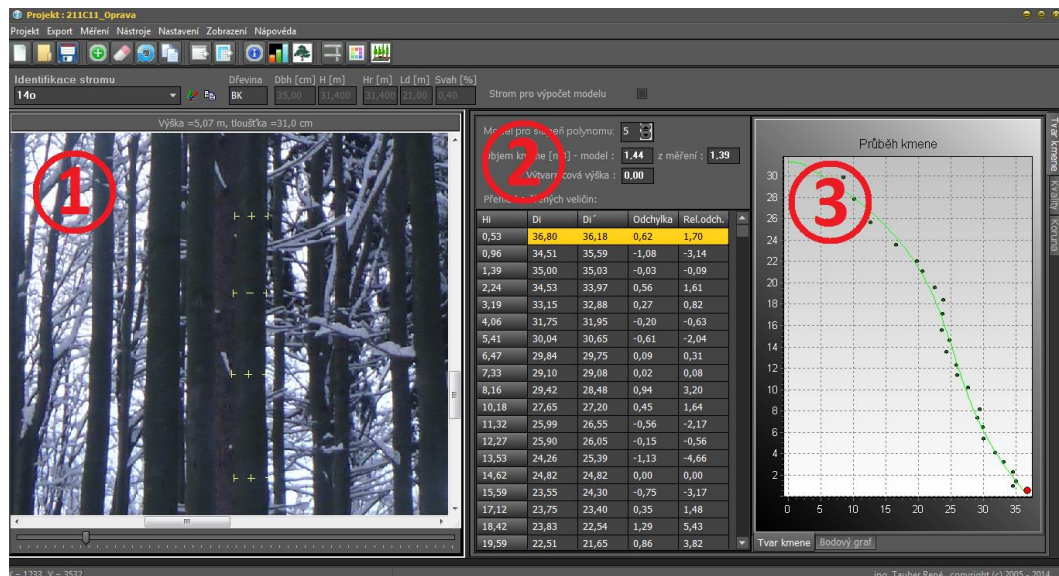 Projekt : 211C11_Oprava
Projekt Export Měření Nástroje Nastavení Zobrazení Nápověda
Identifikace stromu Dřevina Dbh [cm] H [m] Hr [m] Ld [m] Svah [%]
14o BK 35,00 31,400 31,400 21,00 0,40 Strom pro výpočet modelu
Výška =5,07 m, tloušťka =31,0 cm
1
Model pro stupeň polynomu: 5
Objem kmene [m3] - model : 1,44 z měření : 1,39
výška : 0,00
Přehled veličin:
2
Hi Di Di´ Odchylka Rel.odch.
0,53 36,80 36,18 0,62 1,70
0,96 34,51 35,59 -1,08 -3,14
1,39 35,00 35,03 -0,03 -0,09
2,24 34,53 33,97 0,56 1,61
3,19 33,15 32,88 0,27 0,82
4,06 31,75 31,95 -0,20 -0,63
5,41 30,04 30,65 -0,61 -2,04
6,47 29,84 29,75 0,09 0,31
7,33 29,10 29,08 0,02 0,08
8,16 29,42 28,48 0,94 3,20
10,18 27,65 27,20 0,45 1,64
11,32 25,99 26,55 -0,56 -2,17
12,27 25,90 26,05 -0,15 -0,56
13,53 24,26 25,39 -1,13 -4,66
14,62 24,82 24,82 0,00 0,00
15,59 23,55 24,30 -0,75 -3,17
17,12 23,75 23,40 0,35 1,48
18,42 23,83 22,54 1,29 5,43
19,59 22,51 21,65 0,86 3,82
Průběh kmene
3
30
28
26
24
22
20
18
16
14
12
10
8
6
4
2
0 5 10 15 20 25 30 35
Tvar kmene Bodový graf
Tvar kmene Kvality Koruna
X = 1233, Y = 3532 ing. Tauber René, copyright (c) 2005 - 2014